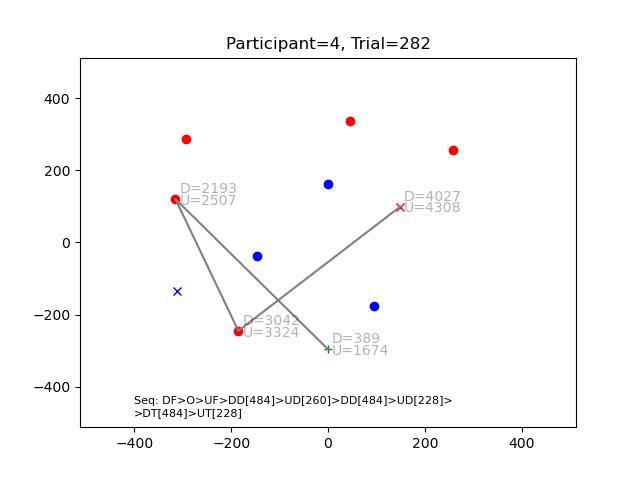 Participant=4, Trial=282
400
200
0
−200
−400
D=2193
U=2507
D=4027
U=4308
D=3042
U=3324
D=389
U=1674
Seq: DF>O>UF>DD[484]>UD[260]>DD[484]>UD[228]>
>DT[484]>UT[228]
−400
−200
0
200
400